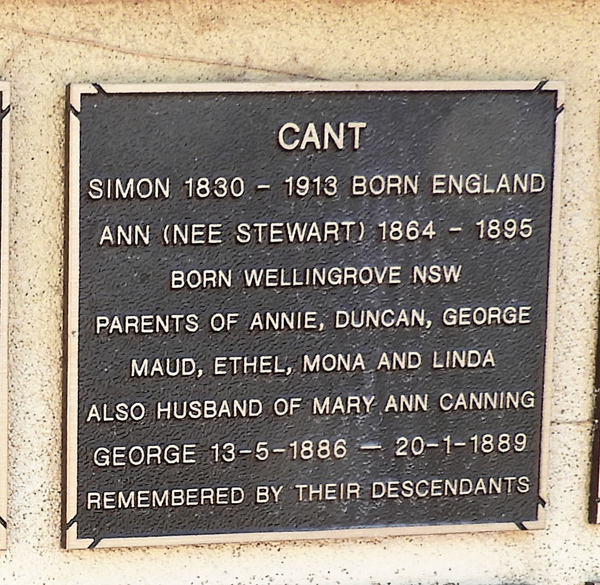 CANT
SIMON 1830 - 1913 BORN ENGLAND
ANN (NEE STEWART) 1864 - 1895
BORN WELLINGROVE NSW
PARENTS OF ANNIE, DUNCAN, GEORGE
MAUD, ETHEL, MONA AND LINDA
ALSO HUSBAND OF MARY ANN CANNING
GEORGE 13-5-1886 — 20-1-1889
REMEMBERED BY THEIR DESCENDANTS